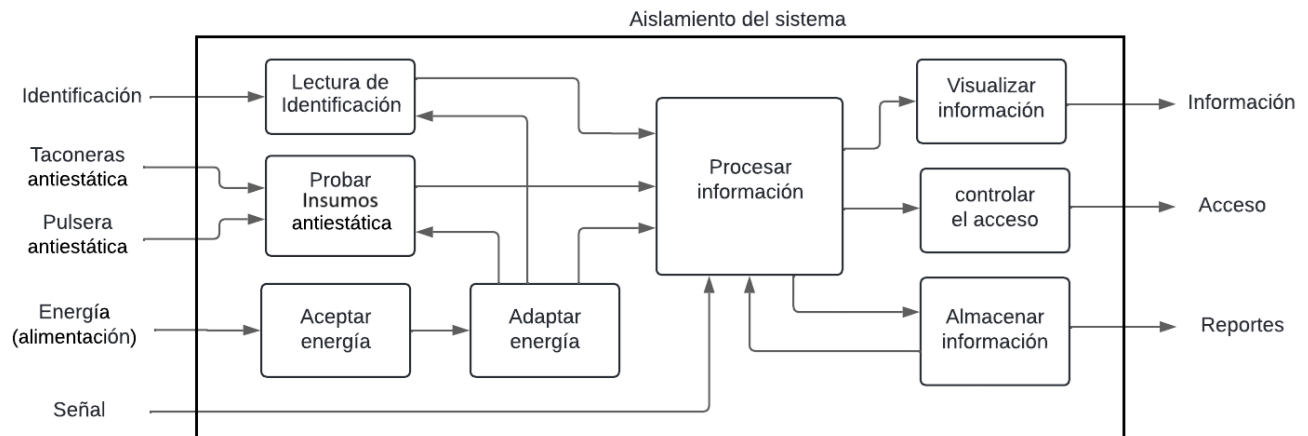 Aislamiento del sistema
Identificación
Lectura de
Identificación
Taconeras
antiestática
Pulsera
antiestática
Probar
Insumos
antiestática
Energía
(alimentación)
Aceptar
energía
Adaptar
energía
Señal
Procesar
información
Visualizar
información
Información
controlar
el acceso
Acceso
Almacenar
información
Reportes